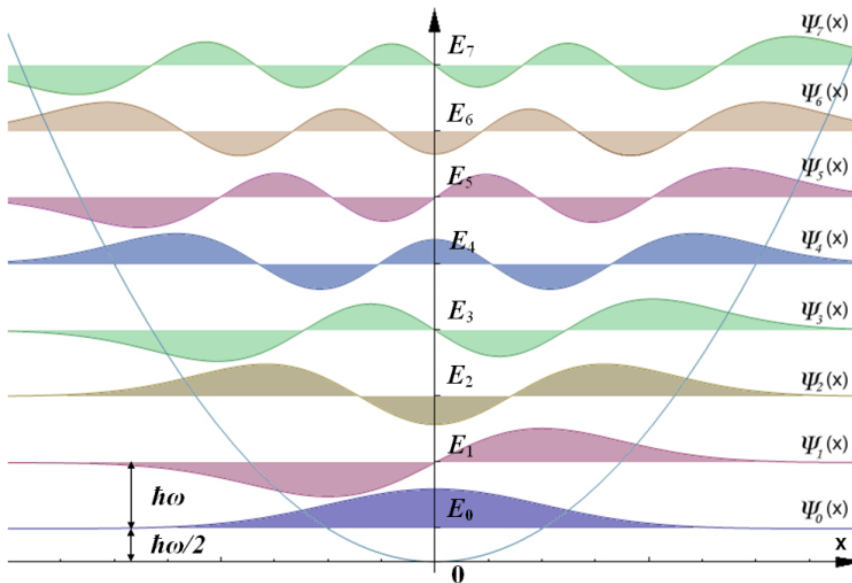 E₇ Ψ₇(x)
E₆ Ψ₆(x)
E₅ Ψ₅(x)
E₄ Ψ₄(x)
E₃ Ψ₃(x)
E₂ Ψ₂(x)
E₁ Ψ₁(x)
ħω
E₀ Ψ₀(x)
ħω/2
x
0